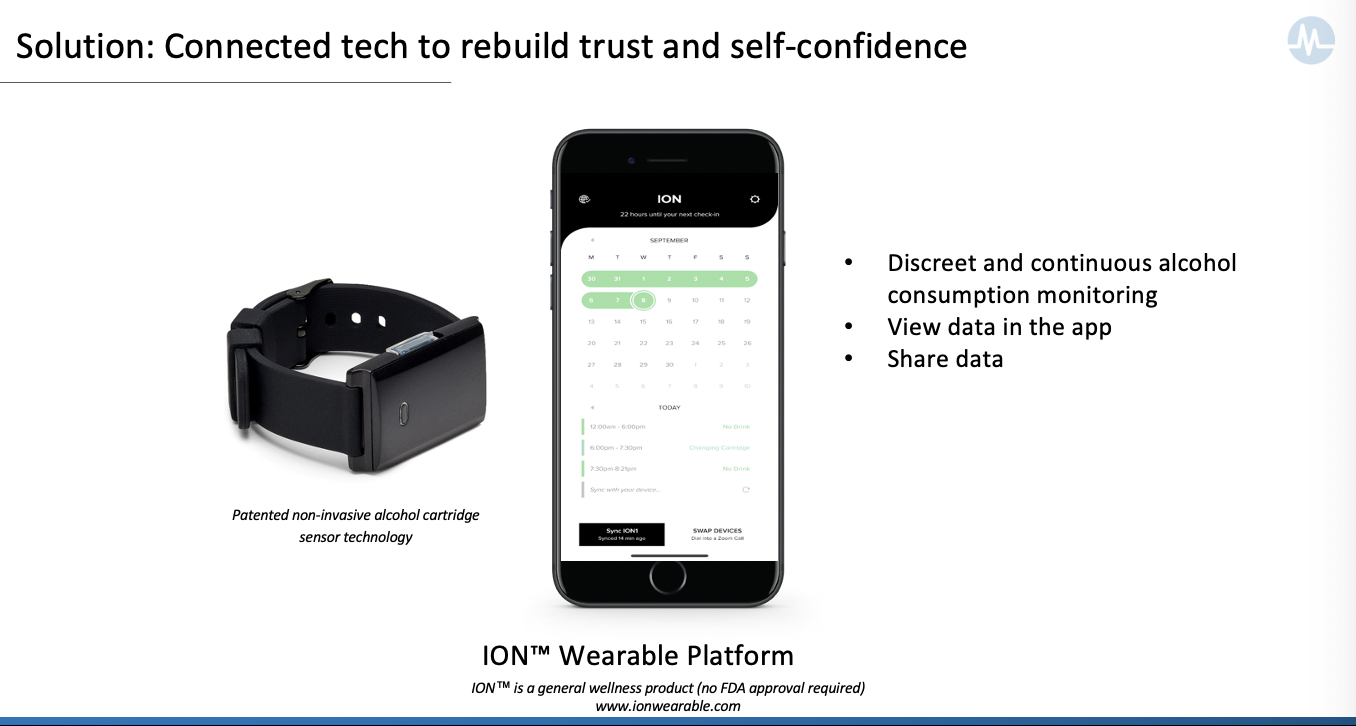 Solution: Connected tech to rebuild trust and self-confidence
ION
22 hours until your next check-in
SEPTEMBER
M T W T F S S
30 31 1 2 3 4 5
6 7 8 9 10 11 12
13 14 15 16 17 18 19
20 21 22 23 24 25 26
27 28 29 30 1 2 3
4 5 6 7 8 9 10
TODAY
12:00am - 6:00pm No Drink
6:00pm - 7:30pm Changing Cartridge
7:30pm-8:21pm No Drink
Sync with your device...
Sync ION1
Synced 14 min ago
SWAP DEVICES
Dial into a Zoom Call
• Discreet and continuous alcohol
consumption monitoring
• View data in the app
• Share data
Patented non-invasive alcohol cartridge
sensor technology
ION™ Wearable Platform
ION™ is a general wellness product (no FDA approval required)
www.ionwearable.com